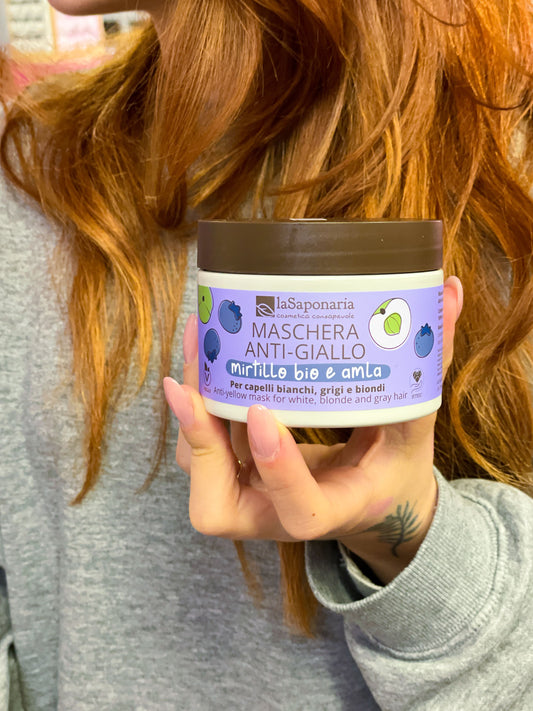 laSaponaria
cosmetica consapevole
MASCHERA
ANTI-GIALLO
mirtillo bio e amla
Per capelli bianchi, grigi e biondi
Anti-yellow mask for white, blonde and gray hair